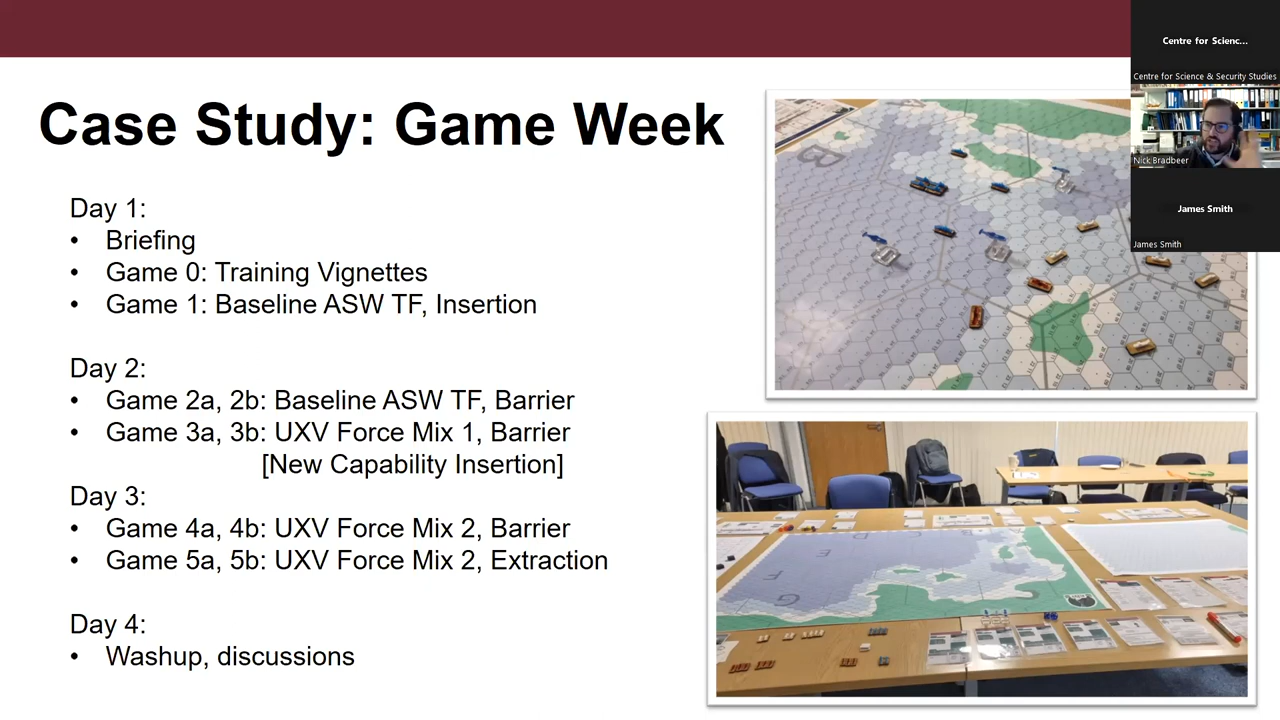 Case Study: Game Week
Day 1:
• Briefing
• Game 0: Training Vignettes
• Game 1: Baseline ASW TF, Insertion
Day 2:
• Game 2a, 2b: Baseline ASW TF, Barrier
• Game 3a, 3b: UXV Force Mix 1, Barrier
[New Capability Insertion]
Day 3:
• Game 4a, 4b: UXV Force Mix 2, Barrier
• Game 5a, 5b: UXV Force Mix 2, Extraction
Day 4:
• Washup, discussions
Centre for Scienc...
Centre for Science & Security Studies
Nick Bradbeer
James Smith
James Smith
B
E
F
G